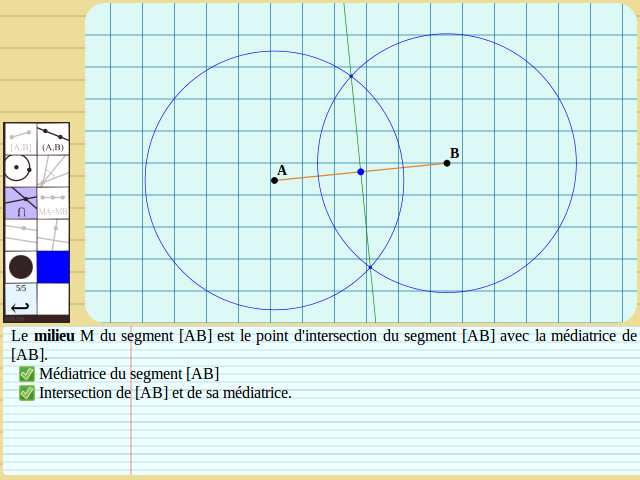 A
B
[A,B]
(A,B)
∩
MA=MB
5/5
Le milieu M du segment [AB] est le point d'intersection du segment [AB] avec la médiatrice de
[AB].
Médiatrice du segment [AB]
Intersection de [AB] et de sa médiatrice.